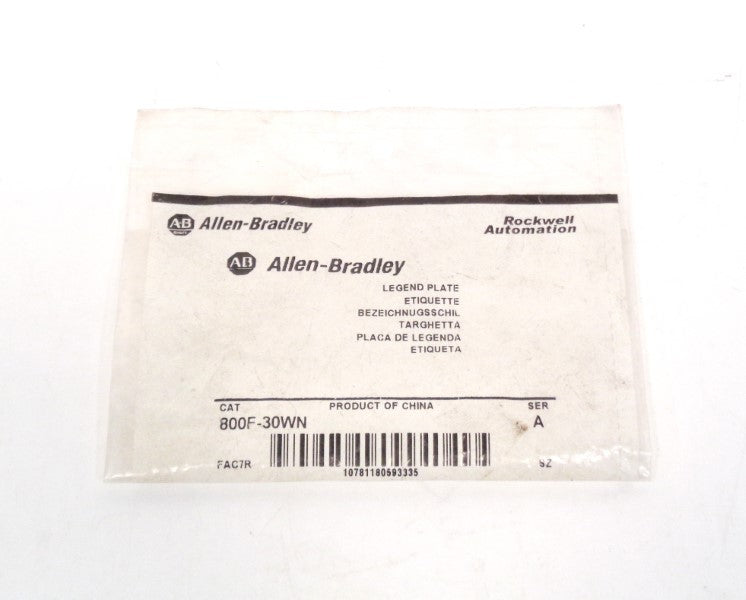 AB Allen-Bradley
Rockwell
Automation
AB Allen-Bradley
LEGEND PLATE
ETIQUETTE
BEZEICHNUGSSCHIL
TARGHETTA
PLACA DE LEGENDA
ETIQUETA
CAT PRODUCT OF CHINA SER
800F-30WN A
FAC7R SZ
10781180593335